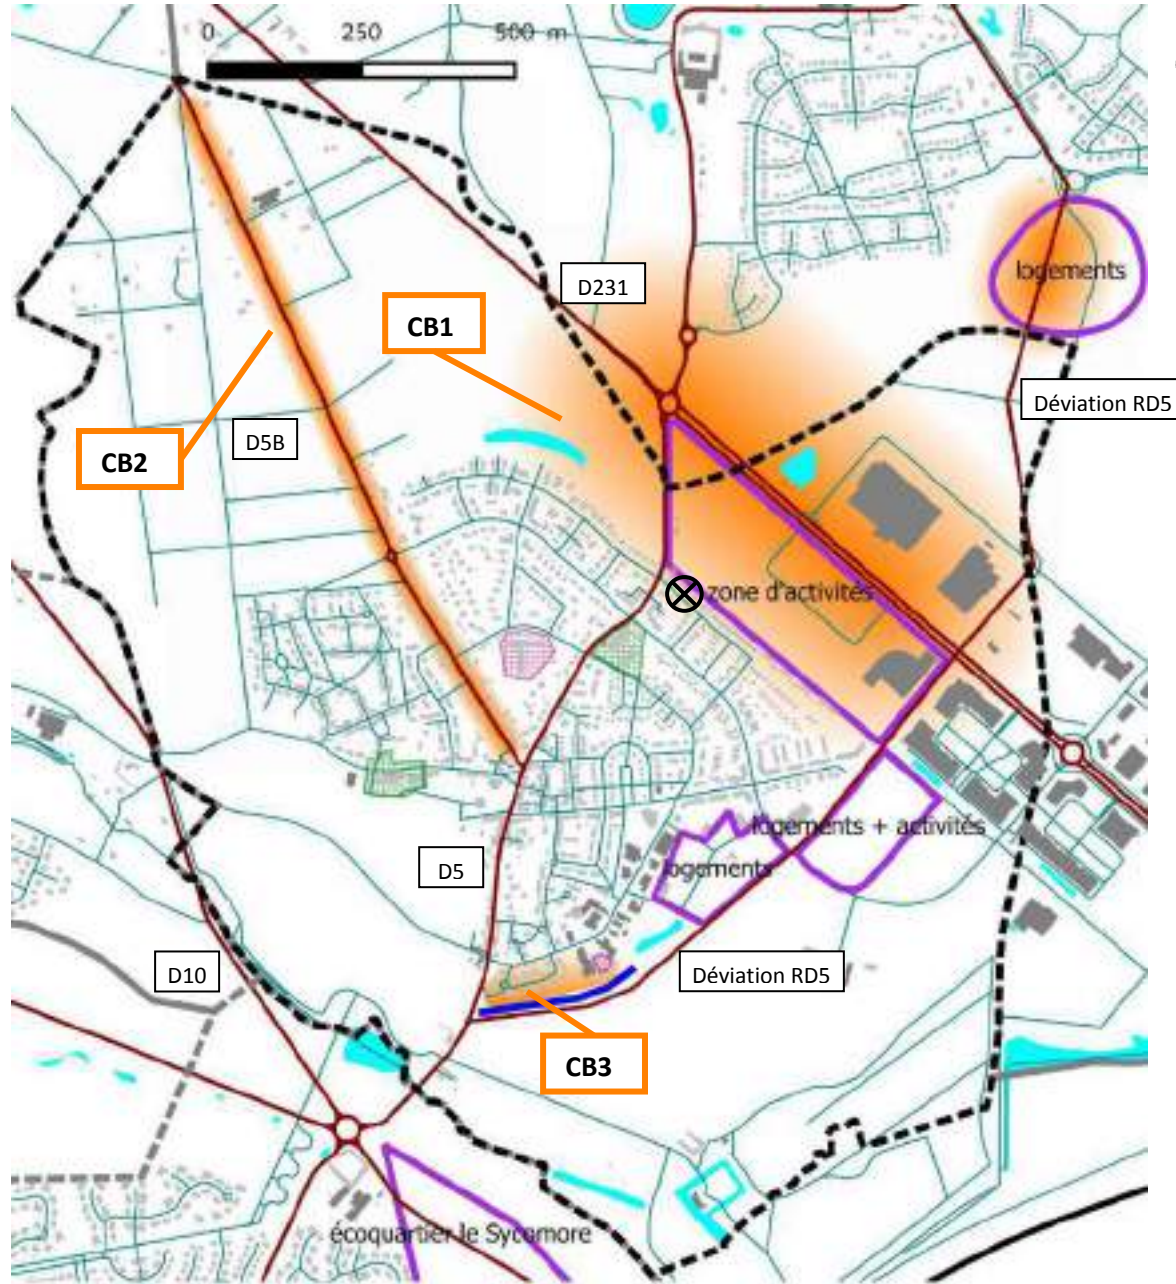 0 250 500 m
D231
logements
CB1
Déviation RD5
CB2
D5B
zone d'activités
logements + activités
D5
logements
D10
Déviation RD5
CB3
écoquartier le Sycomore